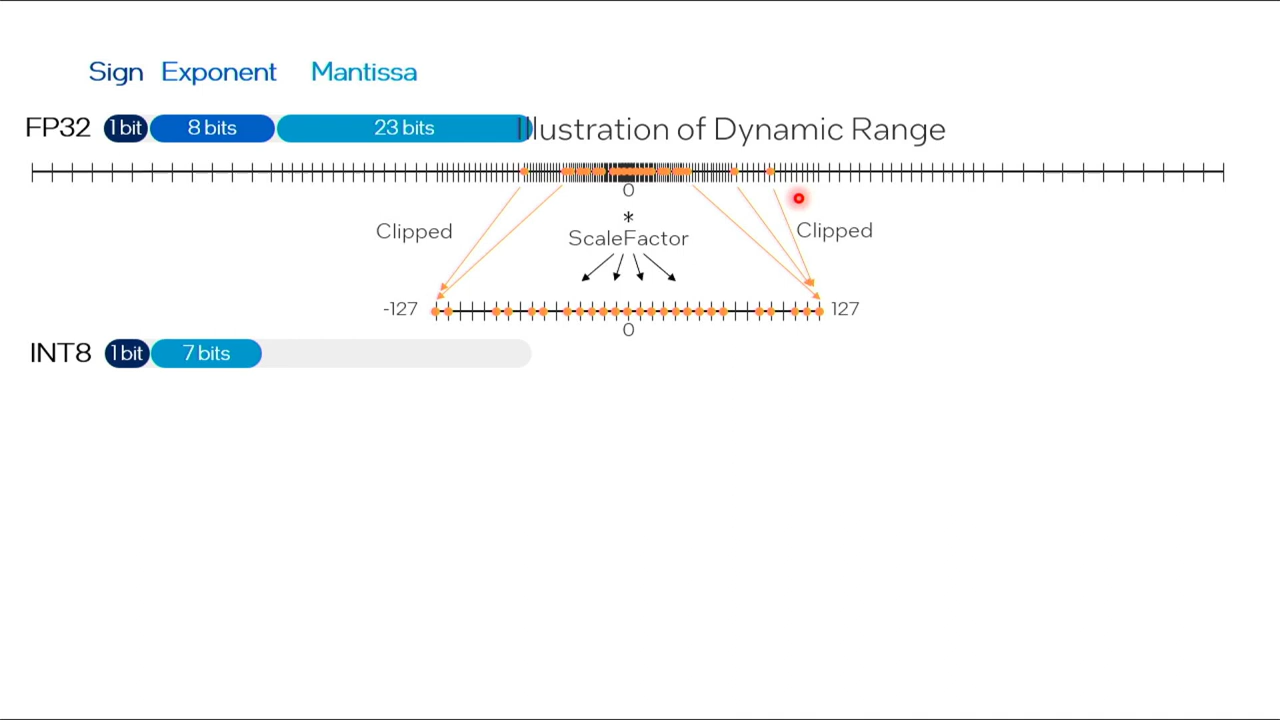 Sign Exponent Mantissa
FP32 1 bit 8 bits 23 bits Illustration of Dynamic Range
0
*
Clipped ScaleFactor Clipped
-127 127
0
INT8 1 bit 7 bits